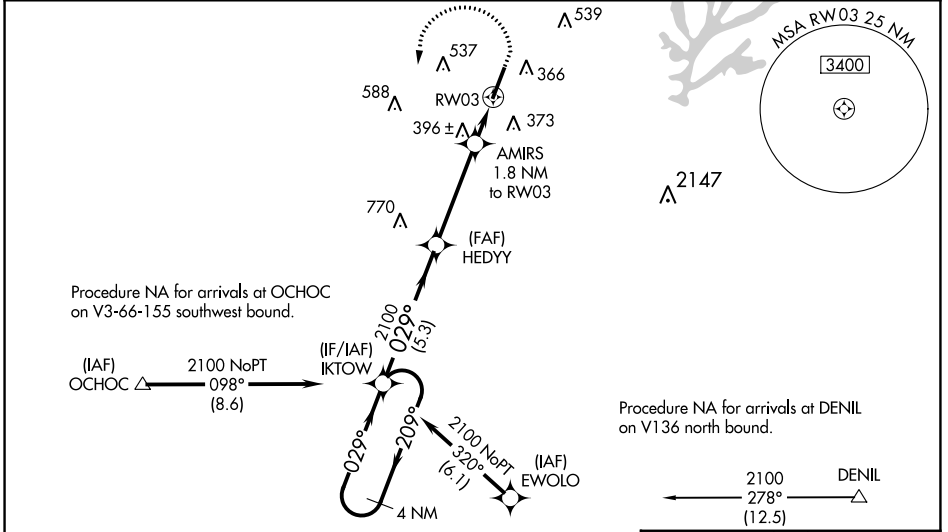 539
537
366
588
RW03
396 ±
373
AMIRS
1.8 NM
to RW03
MSA RW03 25 NM
3400
2147
770
(FAF)
HEDYY
Procedure NA for arrivals at OCHOC
on V3-66-155 southwest bound.
2100
029°
(5.3)
(IF/IAF)
IKTOW
(IAF)
OCHOC
2100 NoPT
098°
(8.6)
029°
209°
4 NM
2100 NoPT
320°
(6.1)
(IAF)
EWOLO
Procedure NA for arrivals at DENIL
on V136 north bound.
2100
278°
(12.5)
DENIL